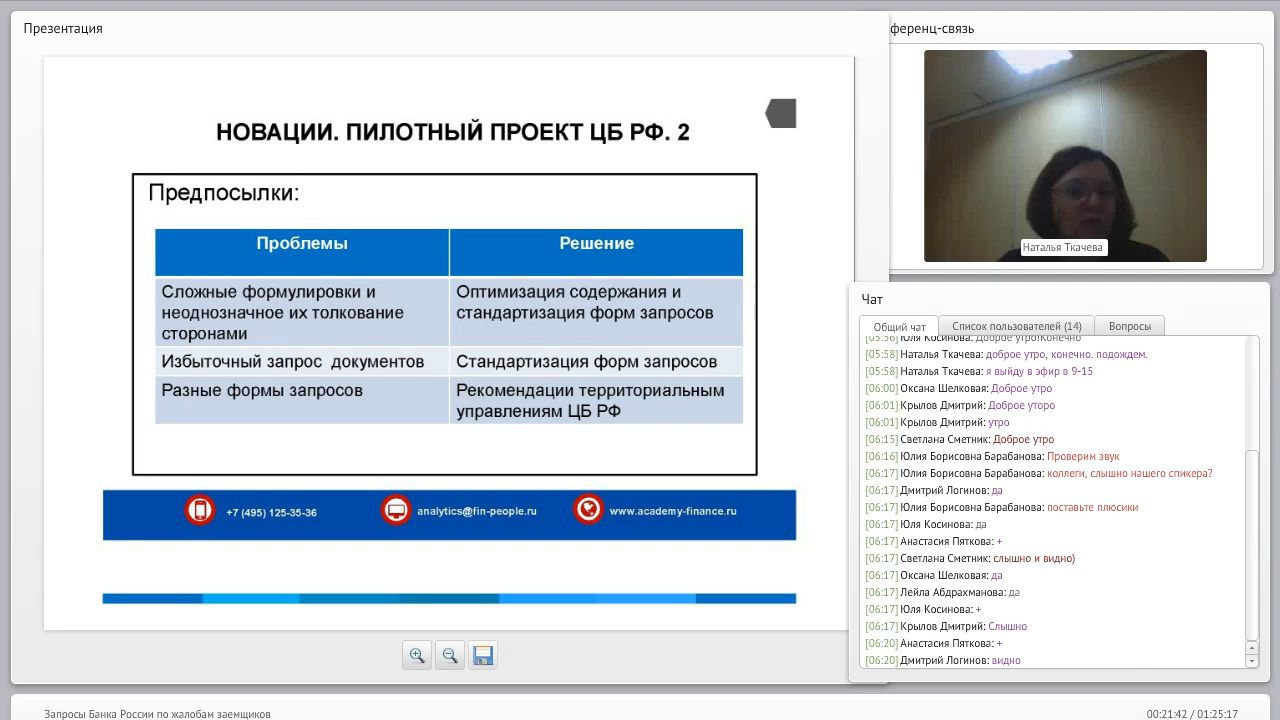 Презентация
НОВАЦИИ. ПИЛОТНЫЙ ПРОЕКТ ЦБ РФ. 2
Предпосылки:
Проблемы
Решение
Сложные формулировки и
неоднозначное их толкование
сторонами
Оптимизация содержания и
стандартизация форм запросов
Избыточный запрос документов
Стандартизация форм запросов
Разные формы запросов
Рекомендации территориальным
управлениям ЦБ РФ
+7 (495) 125-35-36
analytics@fin-people.ru
www.academy-finance.ru
ференц-связь
Наталья Ткачева
Чат
Общий чат
Список пользователей (14)
Вопросы
[05:56] Юля Косинова: Доброе утро!Конечно
[05:58] Наталья Ткачева: доброе утро, конечно. подождем.
[05:58] Наталья Ткачева: я выйду в эфир в 9-15
[06:00] Оксана Шелковая: Доброе утро
[06:01] Крылов Дмитрий: Доброе уторо
[06:01] Крылов Дмитрий: утро
[06:15] Светлана Сметник: Доброе утро
[06:16] Юлия Борисовна Барабанова: Проверим звук
[06:17] Юлия Борисовна Барабанова: коллеги, слышно нашего спикера?
[06:17] Дмитрий Логинов: да
[06:17] Юлия Борисовна Барабанова: поставьте плюсики
[06:17] Юля Косинова: да
[06:17] Анастасия Пяткова: +
[06:17] Светлана Сметник: слышно и видно)
[06:17] Оксана Шелковая: да
[06:17] Лейла Абдрахманова: да
[06:17] Юля Косинова: +
[06:17] Крылов Дмитрий: Слышно
[06:20] Анастасия Пяткова: +
[06:20] Дмитрий Логинов: видно
Запросы Банка России по жалобам заемщиков
00:21:42 / 01:25:17